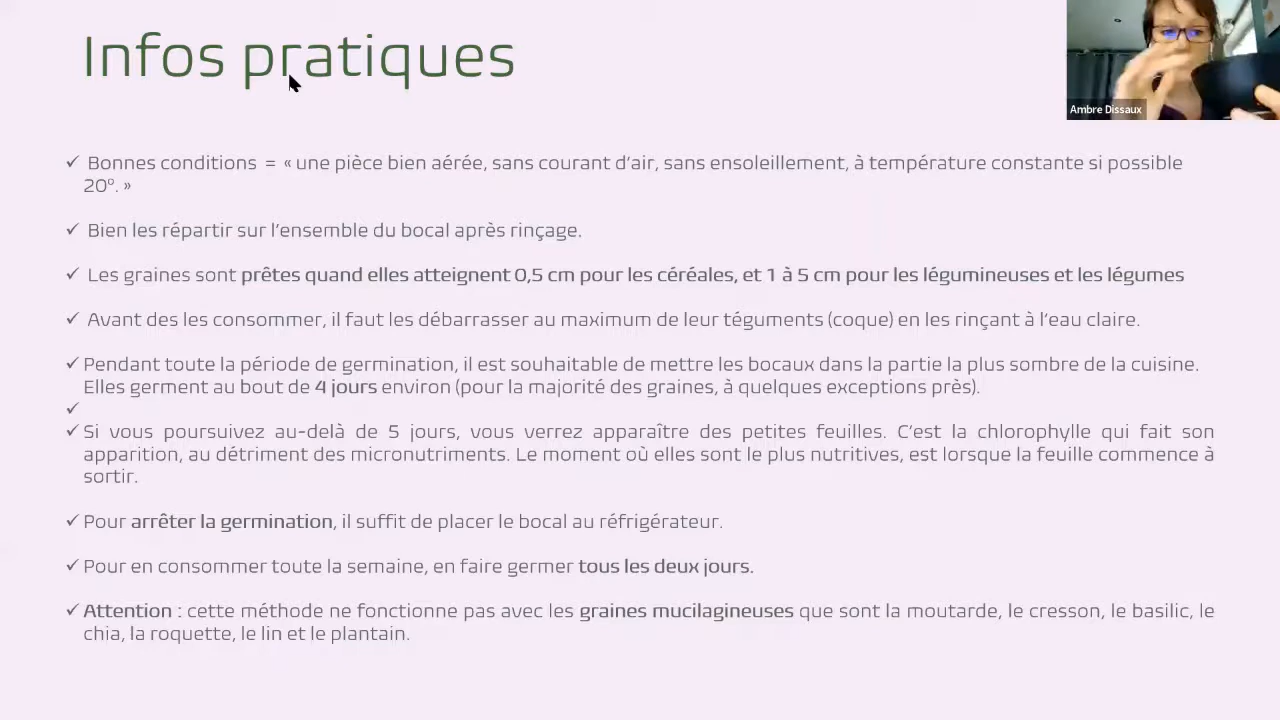 Infos pratiques
Ambre Dissaux
✓ Bonnes conditions = « une pièce bien aérée, sans courant d'air, sans ensoleillement, à température constante si possible
20°. »
✓ Bien les répartir sur l'ensemble du bocal après rinçage.
✓ Les graines sont prêtes quand elles atteignent 0,5 cm pour les céréales, et 1 à 5 cm pour les légumineuses et les légumes
✓ Avant des les consommer, il faut les débarrasser au maximum de leur téguments (coque) en les rinçant à l'eau claire.
✓ Pendant toute la période de germination, il est souhaitable de mettre les bocaux dans la partie la plus sombre de la cuisine.
Elles germent au bout de 4 jours environ (pour la majorité des graines, à quelques exceptions près).
✓
✓ Si vous poursuivez au-delà de 5 jours, vous verrez apparaître des petites feuilles. C'est la chlorophylle qui fait son
apparition, au détriment des micronutriments. Le moment où elles sont le plus nutritives, est lorsque la feuille commence à
sortir.
✓ Pour arrêter la germination, il suffit de placer le bocal au réfrigérateur.
✓ Pour en consommer toute la semaine, en faire germer tous les deux jours.
✓ Attention : cette méthode ne fonctionne pas avec les graines mucilagineuses que sont la moutarde, le cresson, le basilic, le
chia, la roquette, le lin et le plantain.